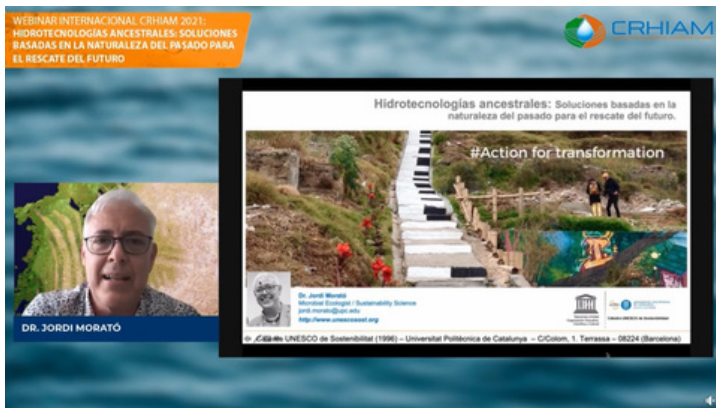 WEBINAR INTERNACIONAL CRHIAM 2021:
HIDROTECNOLOGÍAS ANCESTRALES: SOLUCIONES
BASADAS EN LA NATURALEZA DEL PASADO PARA
EL RESCATE DEL FUTURO
CRHIAM
Hidrotecnologías ancestrales: Soluciones basadas en la
naturaleza del pasado para el rescate del futuro.
#Action for transformation
DR. JORDI MORATÓ
Dr. Jordi Morató
Microbial Ecologist / Sustainability Science
jordi.morato@upc.edu
http://www.unescosost.org
UNESCO de Sostenibilitat (1996) – Universitat Politècnica de Catalunya – C/Colom, 1. Terrassa – 08224 (Barcelona)